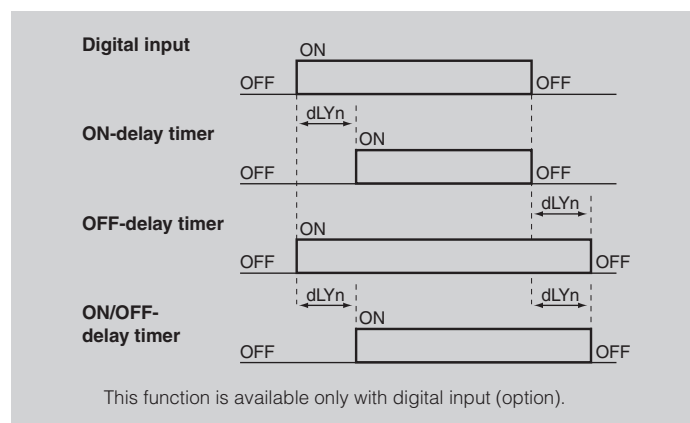 Digital input
ON
OFF
OFF
dLYn
ON-delay timer
ON
OFF
OFF
dLYn
OFF-delay timer
ON
OFF
OFF
dLYn
dLYn
ON/OFF-
delay timer
ON
OFF
OFF
This function is available only with digital input (option).